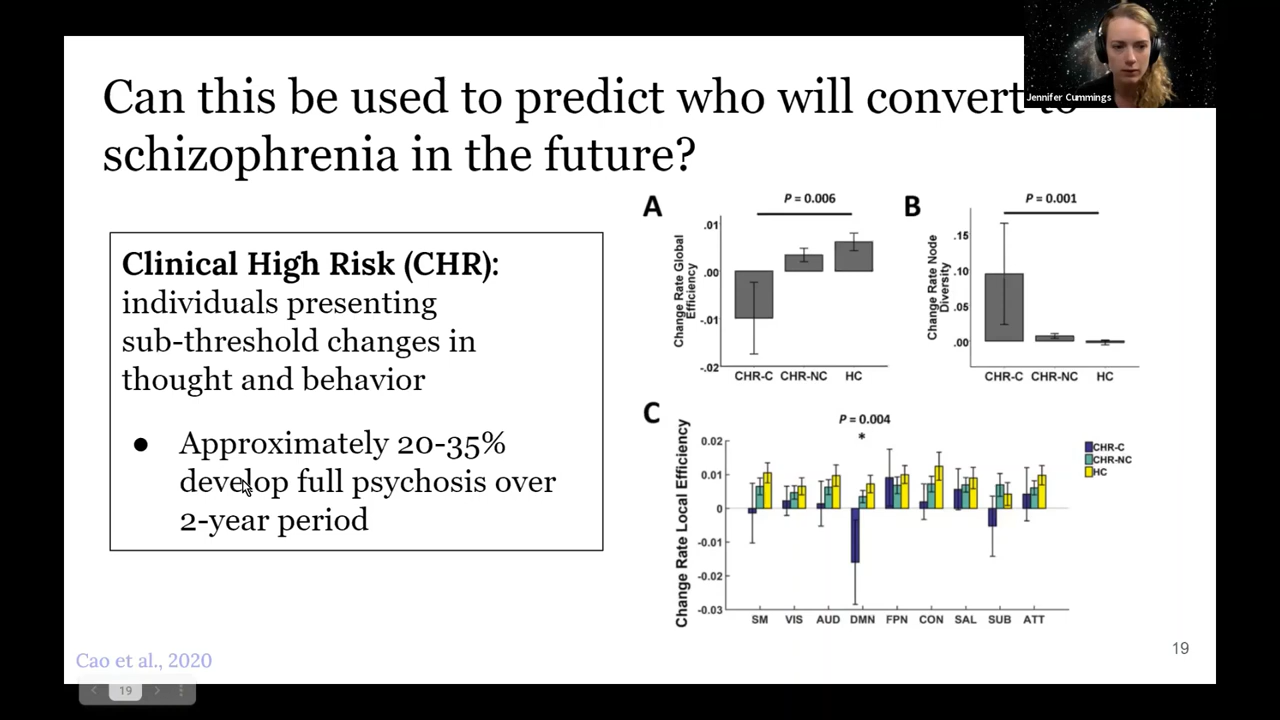 Jennifer Cummings
Can this be used to predict who will convert to
schizophrenia in the future?
Clinical High Risk (CHR):
individuals presenting
sub-threshold changes in
thought and behavior
● Approximately 20-35%
develop full psychosis over
2-year period
A
P = 0.006
Change Rate Global
Efficiency
.01
.00
-.01
-.02
CHR-C CHR-NC HC
B
P = 0.001
Change Rate Node
Diversity
.15
.10
.05
.00
CHR-C CHR-NC HC
C
P = 0.004
*
Change Rate Local Efficiency
0.02
0.01
0
-0.01
-0.02
-0.03
SM VIS AUD DMN FPN CON SAL SUB ATT
CHR-C
CHR-NC
HC
Cao et al., 2020
19
19